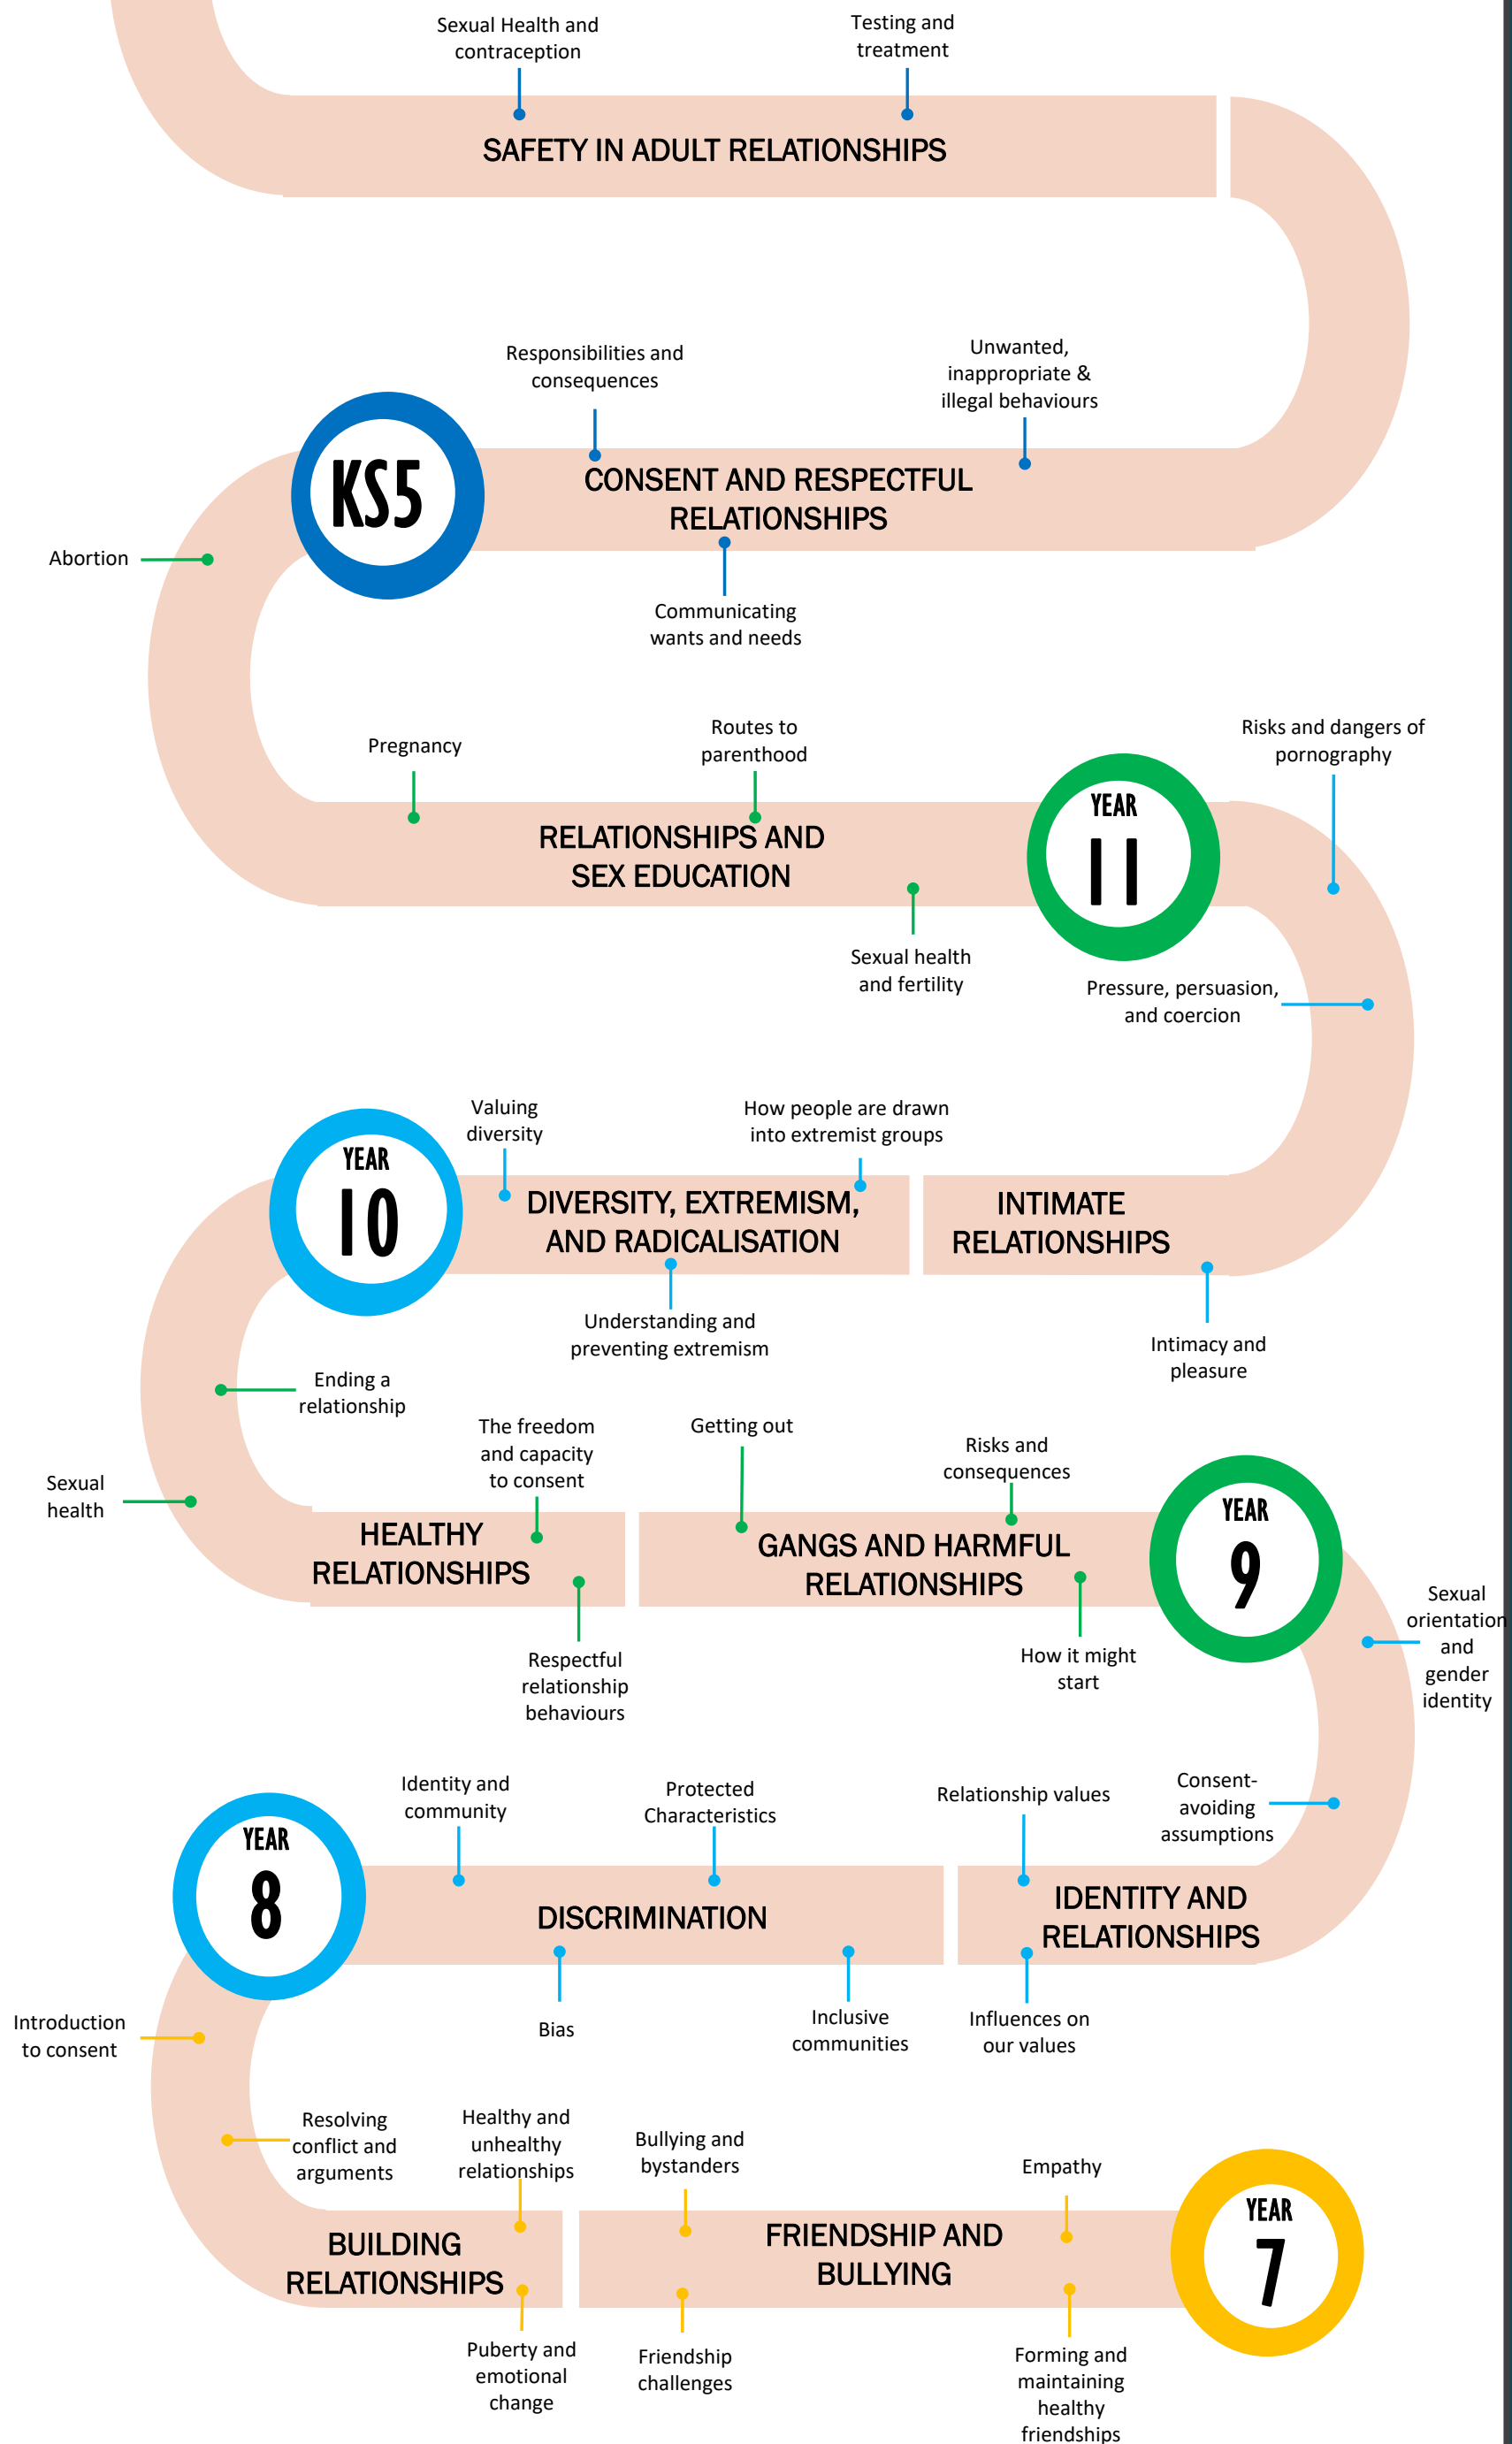 Sexual Health and
contraception
Testing and
treatment
SAFETY IN ADULT RELATIONSHIPS
Responsibilities and
consequences
Unwanted,
inappropriate &
illegal behaviours
KS5
CONSENT AND RESPECTFUL
RELATIONSHIPS
Abortion
Communicating
wants and needs
Pregnancy
Routes to
parenthood
Risks and dangers of
pornography
RELATIONSHIPS AND
SEX EDUCATION
YEAR
11
Sexual health
and fertility
Pressure, persuasion,
and coercion
Valuing
diversity
How people are drawn
into extremist groups
YEAR
10
DIVERSITY, EXTREMISM,
AND RADICALISATION
INTIMATE
RELATIONSHIPS
Understanding and
preventing extremism
Intimacy and
pleasure
Ending a
relationship
The freedom
and capacity
to consent
Getting out
Risks and
consequences
Sexual
health
HEALTHY
RELATIONSHIPS
GANGS AND HARMFUL
RELATIONSHIPS
YEAR
9
Respectful
relationship
behaviours
How it might
start
Sexual
orientation
and
gender
identity
Identity and
community
Protected
Characteristics
Relationship values
Consent-
avoiding
assumptions
YEAR
8
DISCRIMINATION
IDENTITY AND
RELATIONSHIPS
Bias
Inclusive
communities
Influences on
our values
Introduction
to consent
Resolving
conflict and
arguments
Healthy and
unhealthy
relationships
Bullying and
bystanders
Empathy
BUILDING
RELATIONSHIPS
FRIENDSHIP AND
BULLYING
YEAR
7
Puberty and
emotional
change
Friendship
challenges
Forming and
maintaining
healthy
friendships